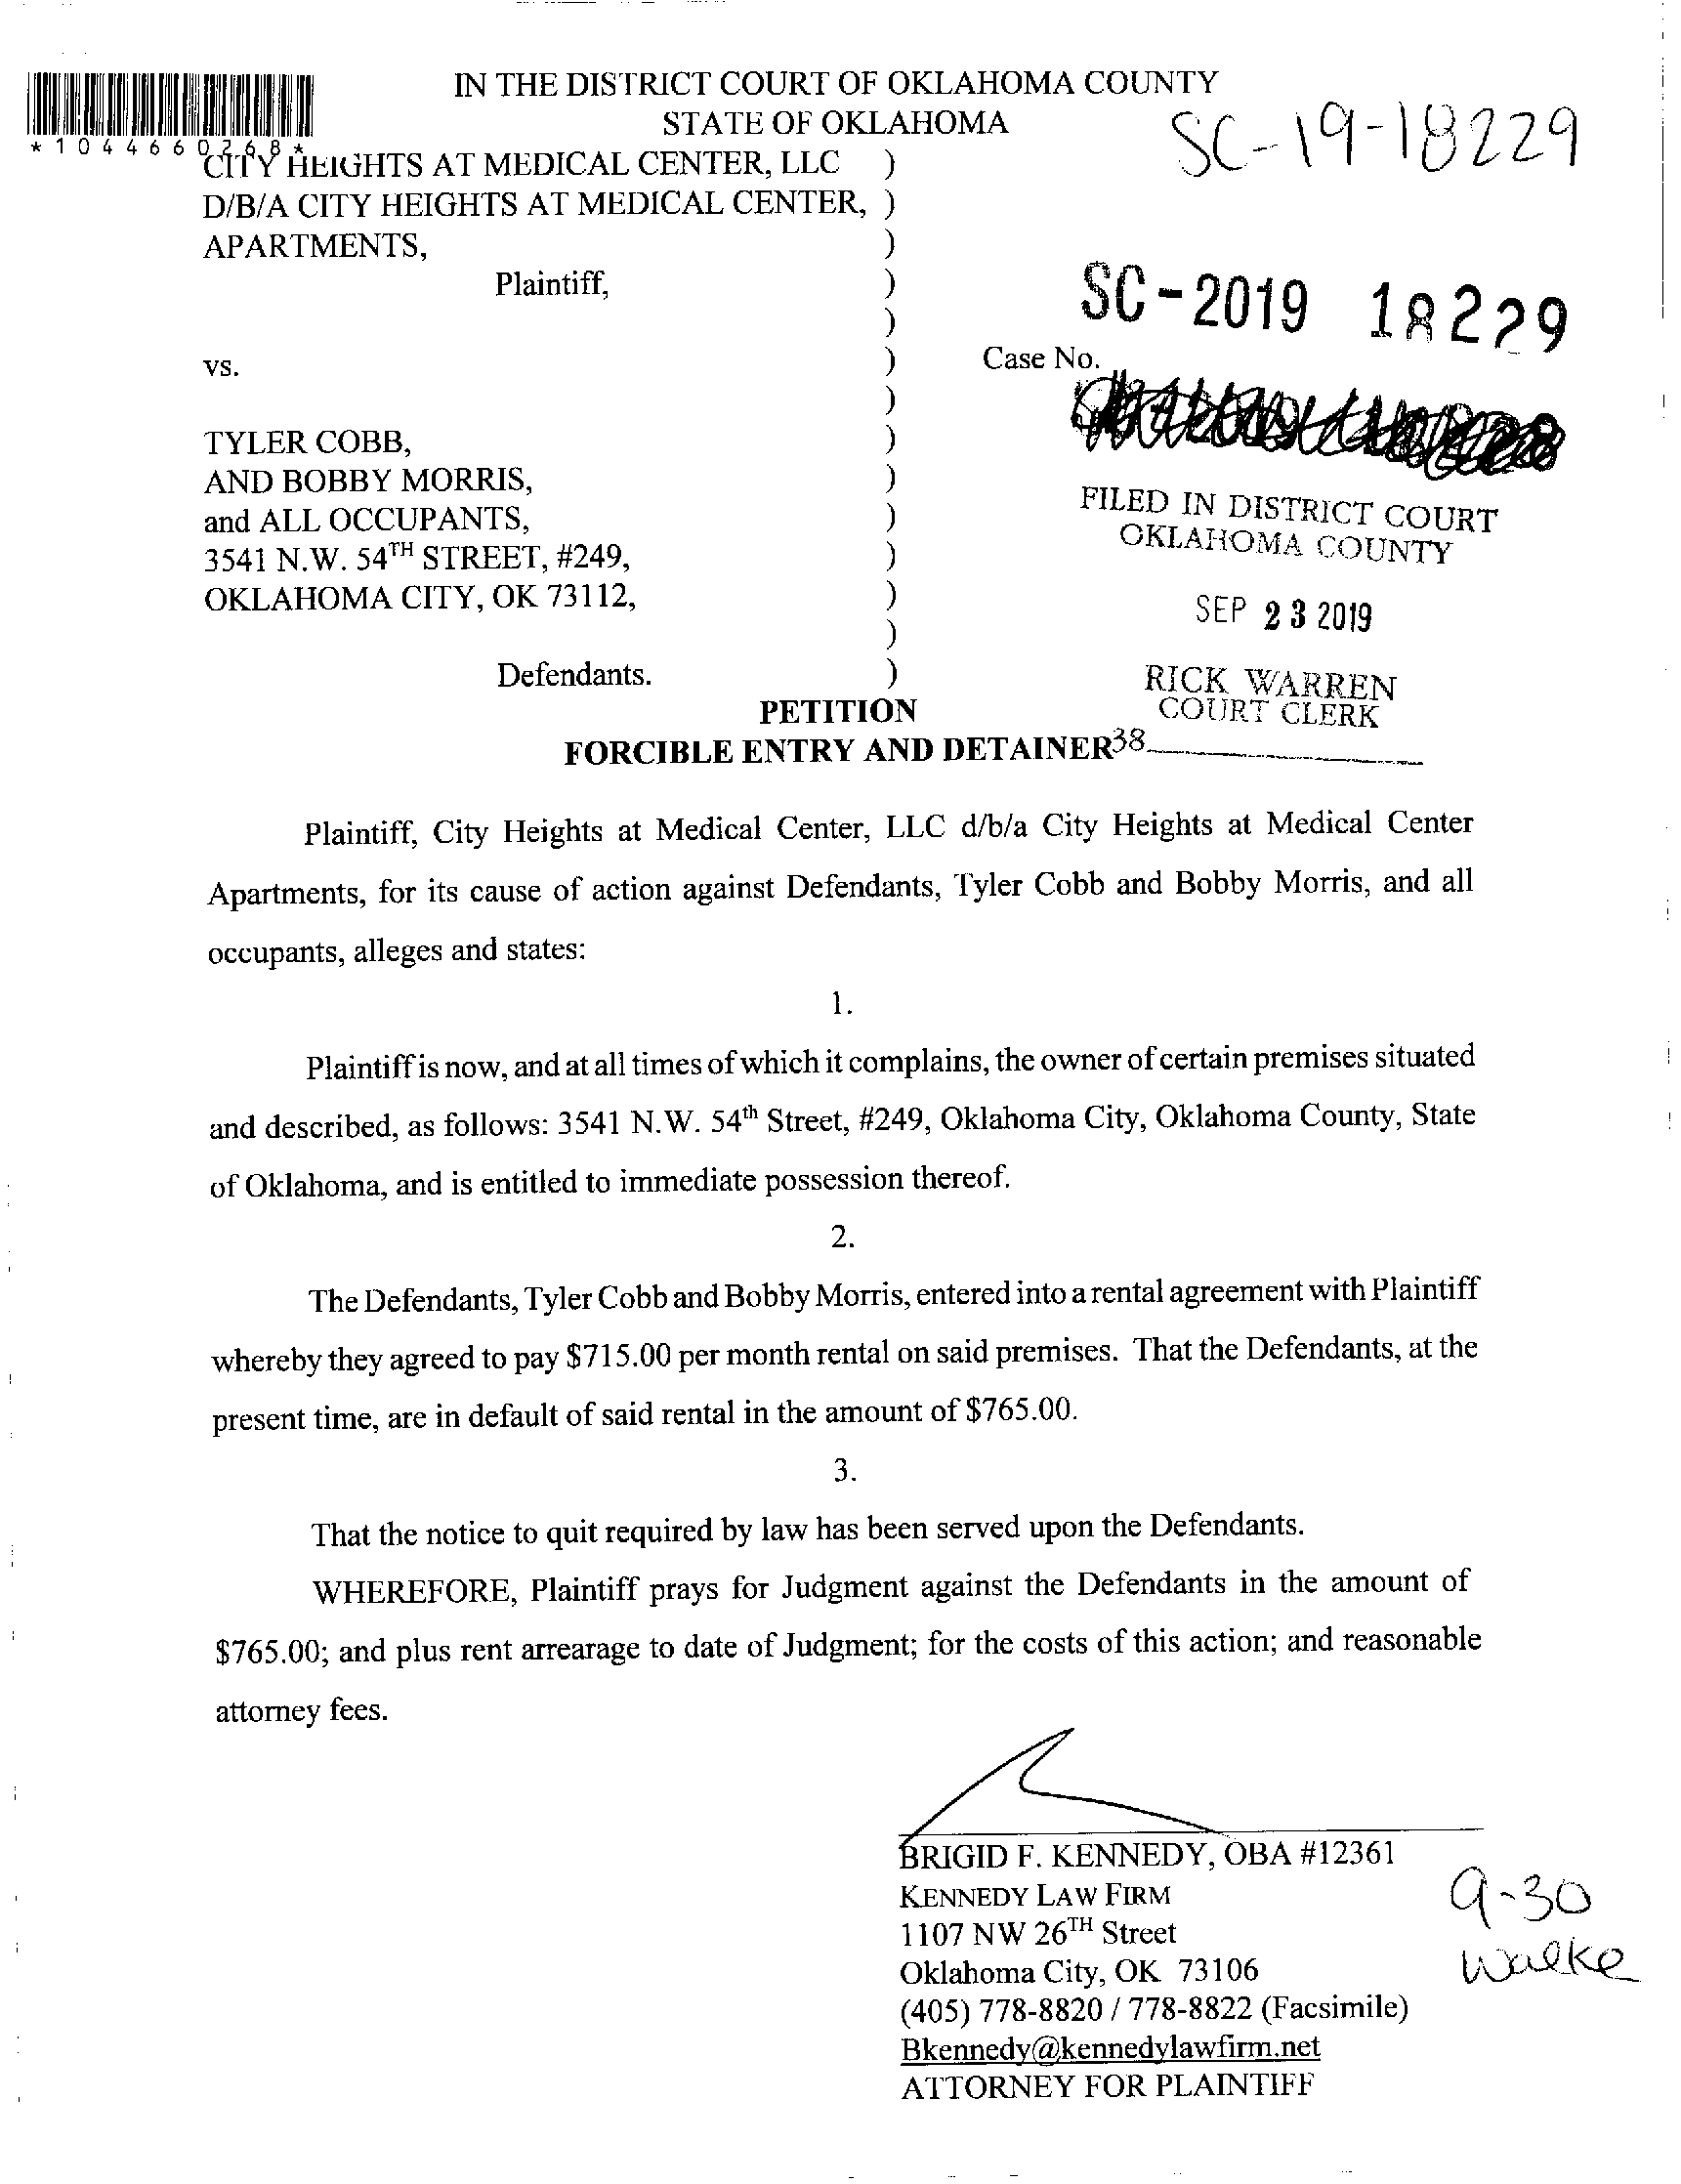 IN THE DISTRICT COURT OF OKLAHOMA COUNTY
STATE OF OKLAHOMA
SC-19-18229
*1044660268*
CITY HEIGHTS AT MEDICAL CENTER, LLC )
D/B/A CITY HEIGHTS AT MEDICAL CENTER, )
APARTMENTS, )
Plaintiff, )
)
SC-2019 18229
vs. ) Case No.
)
TYLER COBB, )
AND BOBBY MORRIS, )
and ALL OCCUPANTS, )
3541 N.W. 54TH STREET, #249, )
OKLAHOMA CITY, OK 73112, )
)
Defendants. )
FILED IN DISTRICT COURT
OKLAHOMA COUNTY
SEP 23 2019
RICK WARREN
COURT CLERK
38
PETITION
FORCIBLE ENTRY AND DETAINER
Plaintiff, City Heights at Medical Center, LLC d/b/a City Heights at Medical Center
Apartments, for its cause of action against Defendants, Tyler Cobb and Bobby Morris, and all
occupants, alleges and states:
1.
Plaintiff is now, and at all times of which it complains, the owner of certain premises situated
and described, as follows: 3541 N.W. 54th Street, #249, Oklahoma City, Oklahoma County, State
of Oklahoma, and is entitled to immediate possession thereof.
2.
The Defendants, Tyler Cobb and Bobby Morris, entered into a rental agreement with Plaintiff
whereby they agreed to pay $715.00 per month rental on said premises. That the Defendants, at the
present time, are in default of said rental in the amount of $765.00.
3.
That the notice to quit required by law has been served upon the Defendants.
WHEREFORE, Plaintiff prays for Judgment against the Defendants in the amount of
$765.00; and plus rent arrearage to date of Judgment; for the costs of this action; and reasonable
attorney fees.
BRIGID F. KENNEDY, OBA #12361
KENNEDY LAW FIRM
1107 NW 26TH Street
Oklahoma City, OK 73106
(405) 778-8820 / 778-8822 (Facsimile)
Bkennedy@kennedylawfirm.net
ATTORNEY FOR PLAINTIFF
9-30
Walke